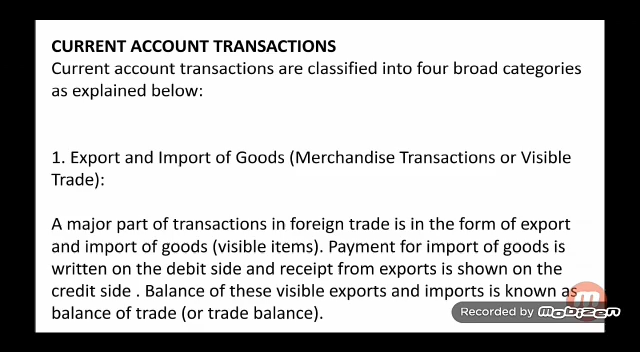 CURRENT ACCOUNT TRANSACTIONS
Current account transactions are classified into four broad categories
as explained below:
1. Export and Import of Goods (Merchandise Transactions or Visible
Trade):
A major part of transactions in foreign trade is in the form of export
and import of goods (visible items). Payment for import of goods is
written on the debit side and receipt from exports is shown on the
credit side . Balance of these visible exports and imports is known as
balance of trade (or trade balance).
Recorded by mobizen